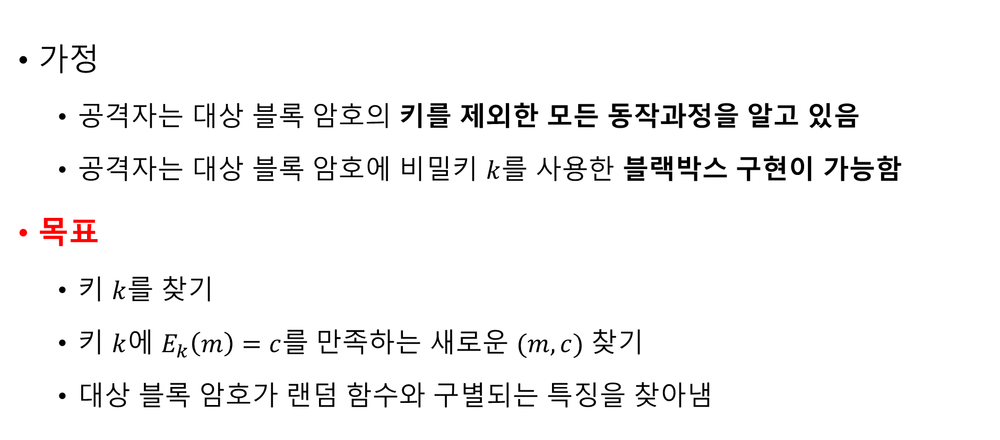 • 가정
• 공격자는 대상 블록 암호의 키를 제외한 모든 동작과정을 알고 있음
• 공격자는 대상 블록 암호에 비밀키 k를 사용한 블랙박스 구현이 가능함
• 목표
• 키 k를 찾기
• 키 k에 Eₖ(m) = c를 만족하는 새로운 (m, c) 찾기
• 대상 블록 암호가 랜덤 함수와 구별되는 특징을 찾아냄